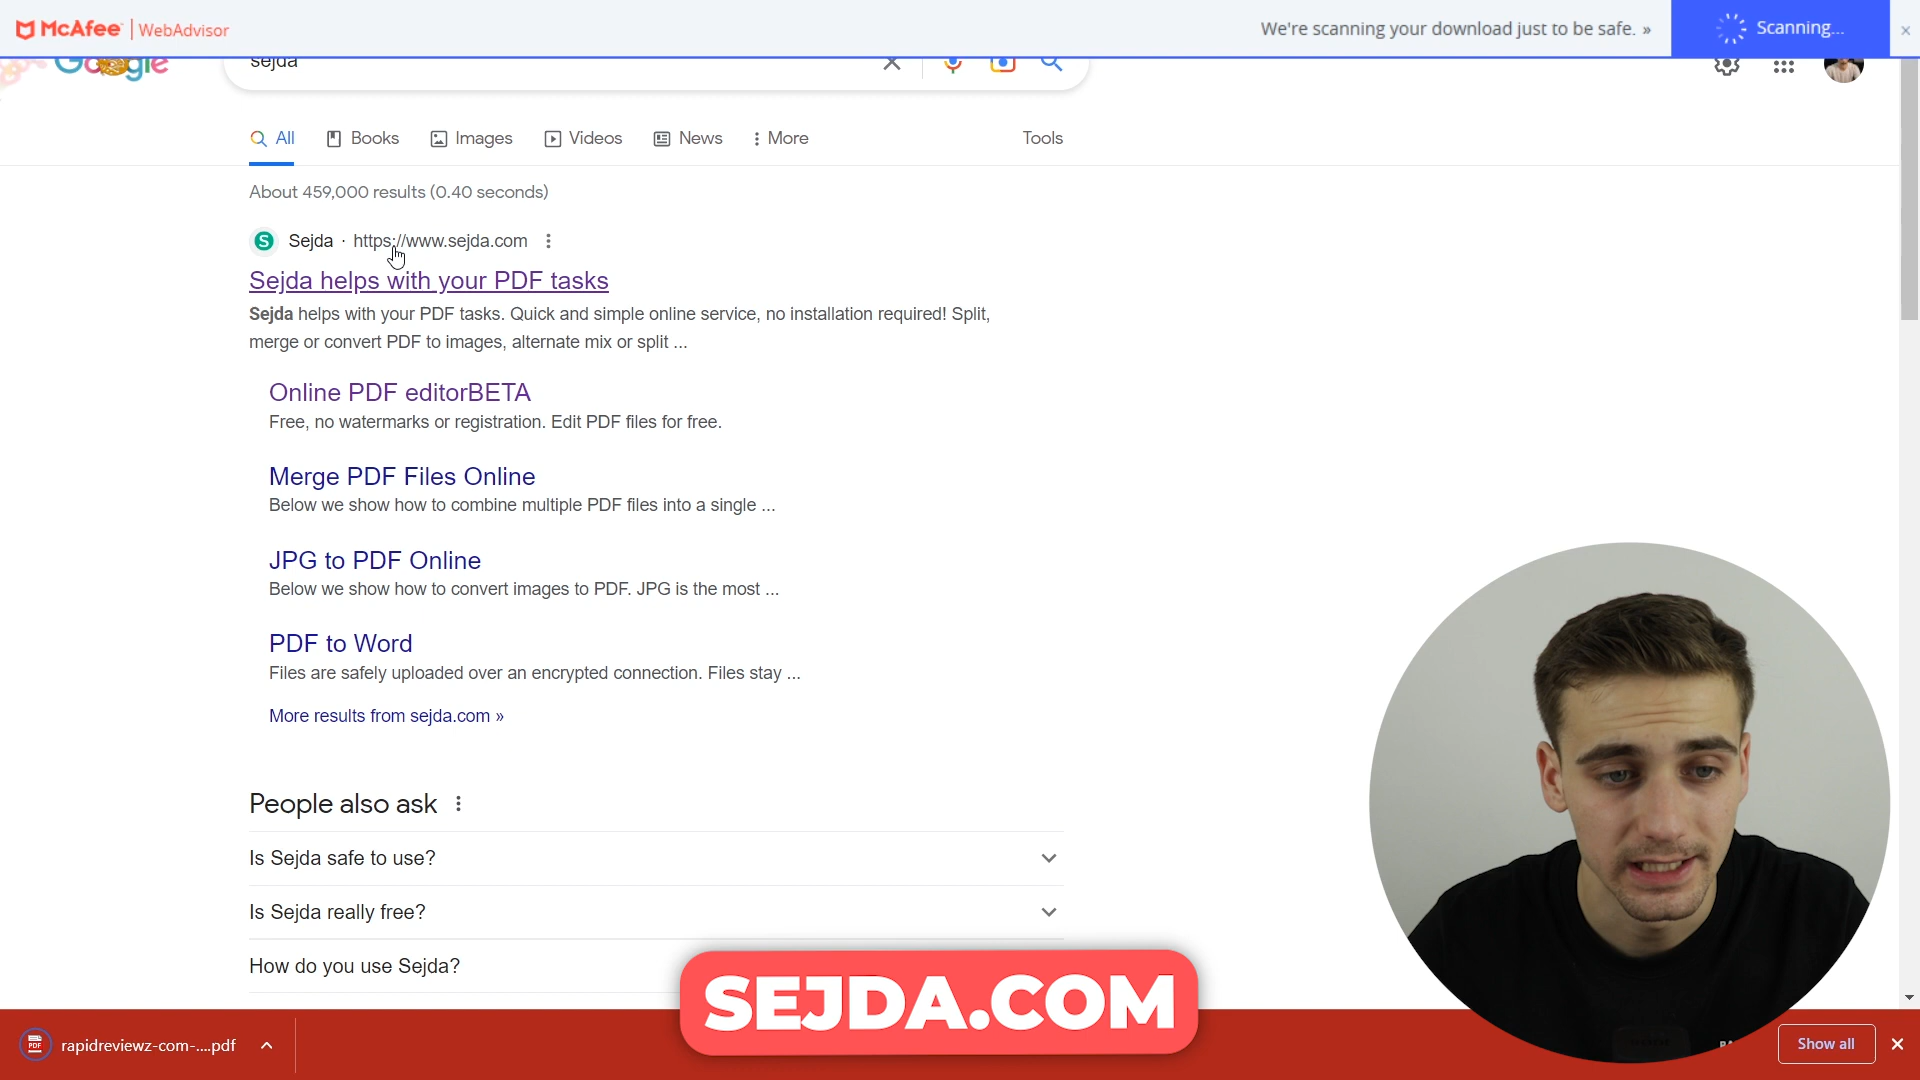 McAfee | WebAdvisor
We're scanning your download just to be safe. »
Scanning...
Google
sejda
All
Books
Images
Videos
News
More
Tools
About 459,000 results (0.40 seconds)
S
Sejda · https://www.sejda.com
Sejda helps with your PDF tasks
Sejda helps with your PDF tasks. Quick and simple online service, no installation required! Split,
merge or convert PDF to images, alternate mix or split ...
Online PDF editorBETA
Free, no watermarks or registration. Edit PDF files for free.
Merge PDF Files Online
Below we show how to combine multiple PDF files into a single ...
JPG to PDF Online
Below we show how to convert images to PDF. JPG is the most ...
PDF to Word
Files are safely uploaded over an encrypted connection. Files stay ...
More results from sejda.com »
People also ask
Is Sejda safe to use?
Is Sejda really free?
How do you use Sejda?
SEJDA.COM
PDF
rapidreviewz-com-....pdf
Show all